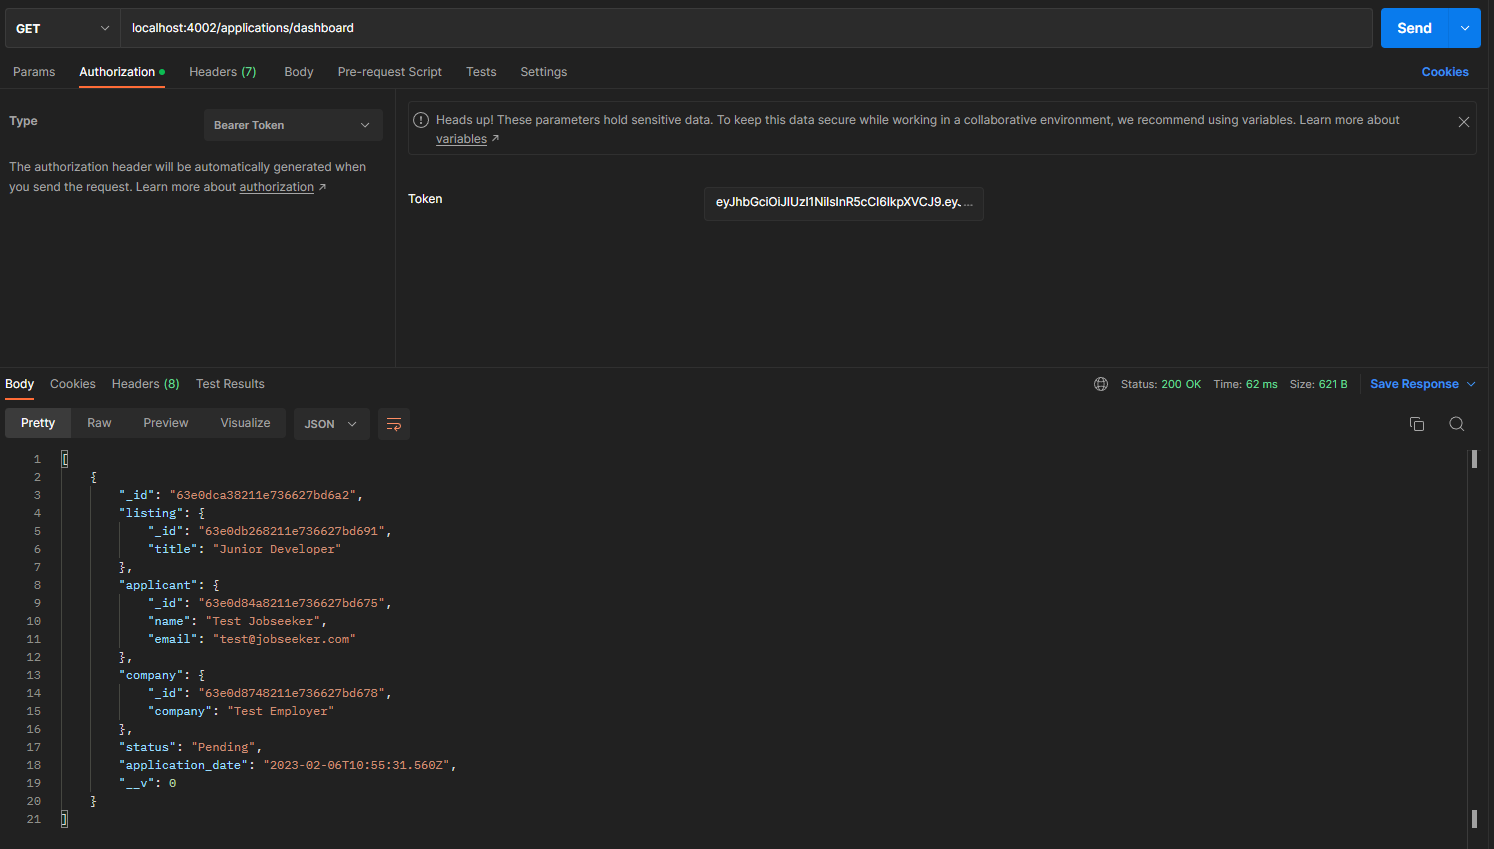 GET localhost:4002/applications/dashboard Send
Params Authorization Headers (7) Body Pre-request Script Tests Settings Cookies
Type Bearer Token
The authorization header will be automatically generated when
you send the request. Learn more about authorization ↗
Heads up! These parameters hold sensitive data. To keep this data secure while working in a collaborative environment, we recommend using variables. Learn more about
variables ↗
Token eyJhbGciOiJIUzI1NiIsInR5cCI6IkpXVCJ9.eyJ ...
Body Cookies Headers (8) Test Results Status: 200 OK Time: 62 ms Size: 621 B Save Response
Pretty Raw Preview Visualize JSON
1 [
2 {
3 "_id": "63e0dca38211e736627bd6a2",
4 "listing": {
5 "_id": "63e0db268211e736627bd691",
6 "title": "Junior Developer"
7 },
8 "applicant": {
9 "_id": "63e0d84a8211e736627bd675",
10 "name": "Test Jobseeker",
11 "email": "test@jobseeker.com"
12 },
13 "company": {
14 "_id": "63e0d8748211e736627bd678",
15 "company": "Test Employer"
16 },
17 "status": "Pending",
18 "application_date": "2023-02-06T10:55:31.560Z",
19 "__v": 0
20 }
21 ]